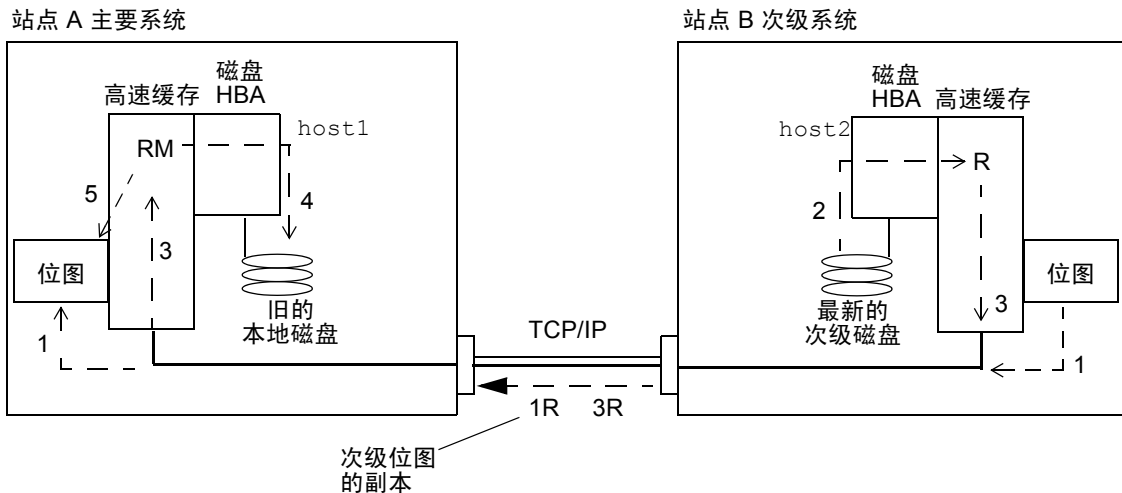 站点 A 主要系统
站点 B 次级系统
磁盘
HBA
高速缓存
host1
RM
5
4
3
位图
1
旧的
本地磁盘
TCP/IP
1R
3R
次级位图
的副本
磁盘
HBA
高速缓存
host2
R
2
位图
最新的
次级磁盘
3
1